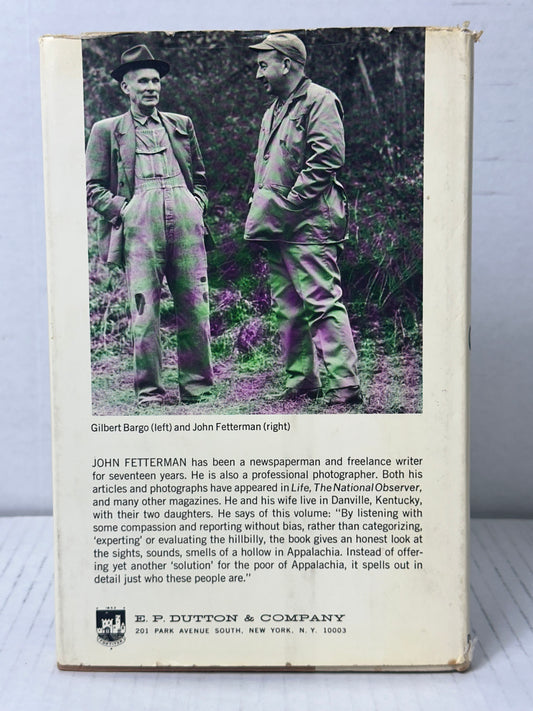 Gilbert Bargo (left) and John Fetterman (right)
JOHN FETTERMAN has been a newspaperman and freelance writer
for seventeen years. He is also a professional photographer. Both his
articles and photographs have appeared in Life, The National Observer,
and many other magazines. He and his wife live in Danville, Kentucky,
with their two daughters. He says of this volume: “By listening with
some compassion and reporting without bias, rather than categorizing,
‘experting’ or evaluating the hillbilly, the book gives an honest look at
the sights, sounds, smells of a hollow in Appalachia. Instead of offer-
ing yet another ‘solution’ for the poor of Appalachia, it spells out in
detail just who these people are.”
E. P. DUTTON & COMPANY
201 PARK AVENUE SOUTH, NEW YORK, N. Y. 10003